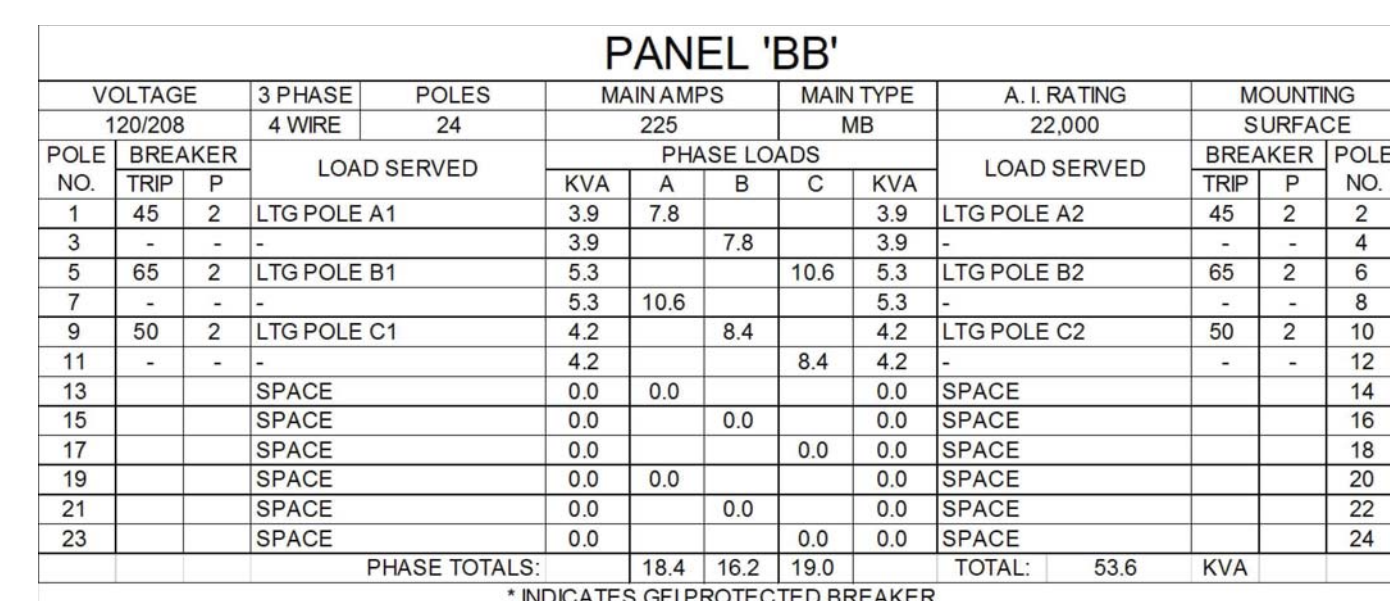 PANEL 'BB'
VOLTAGE 3 PHASE POLES MAIN AMPS MAIN TYPE A. I. RATING MOUNTING
120/208 4 WIRE 24 225 MB 22,000 SURFACE
POLE BREAKER LOAD SERVED PHASE LOADS LOAD SERVED BREAKER POLE
NO. TRIP P KVA A B C KVA TRIP P NO.
1 45 2 LTG POLE A1 3.9 7.8 3.9 LTG POLE A2 45 2 2
3 - - - 3.9 7.8 3.9 - - - 4
5 65 2 LTG POLE B1 5.3 10.6 5.3 LTG POLE B2 65 2 6
7 - - - 5.3 10.6 5.3 - - - 8
9 50 2 LTG POLE C1 4.2 8.4 4.2 LTG POLE C2 50 2 10
11 - - - 4.2 8.4 4.2 - - - 12
13 SPACE 0.0 0.0 0.0 SPACE 14
15 SPACE 0.0 0.0 0.0 SPACE 16
17 SPACE 0.0 0.0 0.0 SPACE 18
19 SPACE 0.0 0.0 0.0 SPACE 20
21 SPACE 0.0 0.0 0.0 SPACE 22
23 SPACE 0.0 0.0 0.0 SPACE 24
PHASE TOTALS: 18.4 16.2 19.0 TOTAL: 53.6 KVA
* INDICATES GFI PROTECTED BREAKER